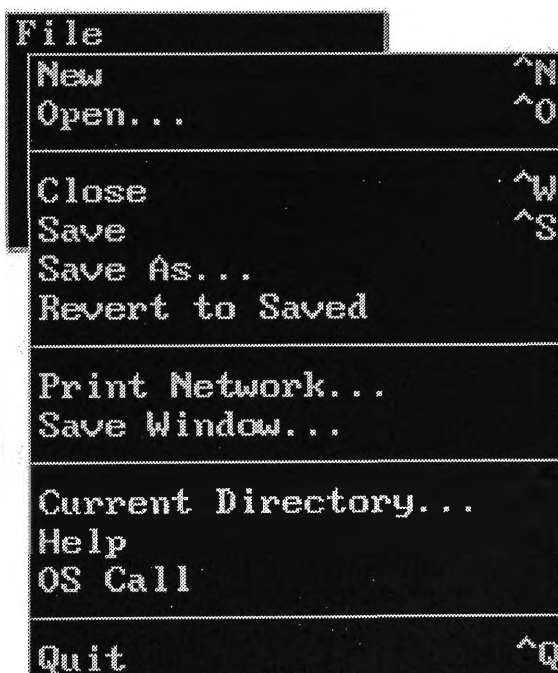 File
New ^N
Open... ^O
Close ^W
Save ^S
Save As...
Revert to Saved
Print Network...
Save Window...
Current Directory...
Help
OS Call
Quit ^Q